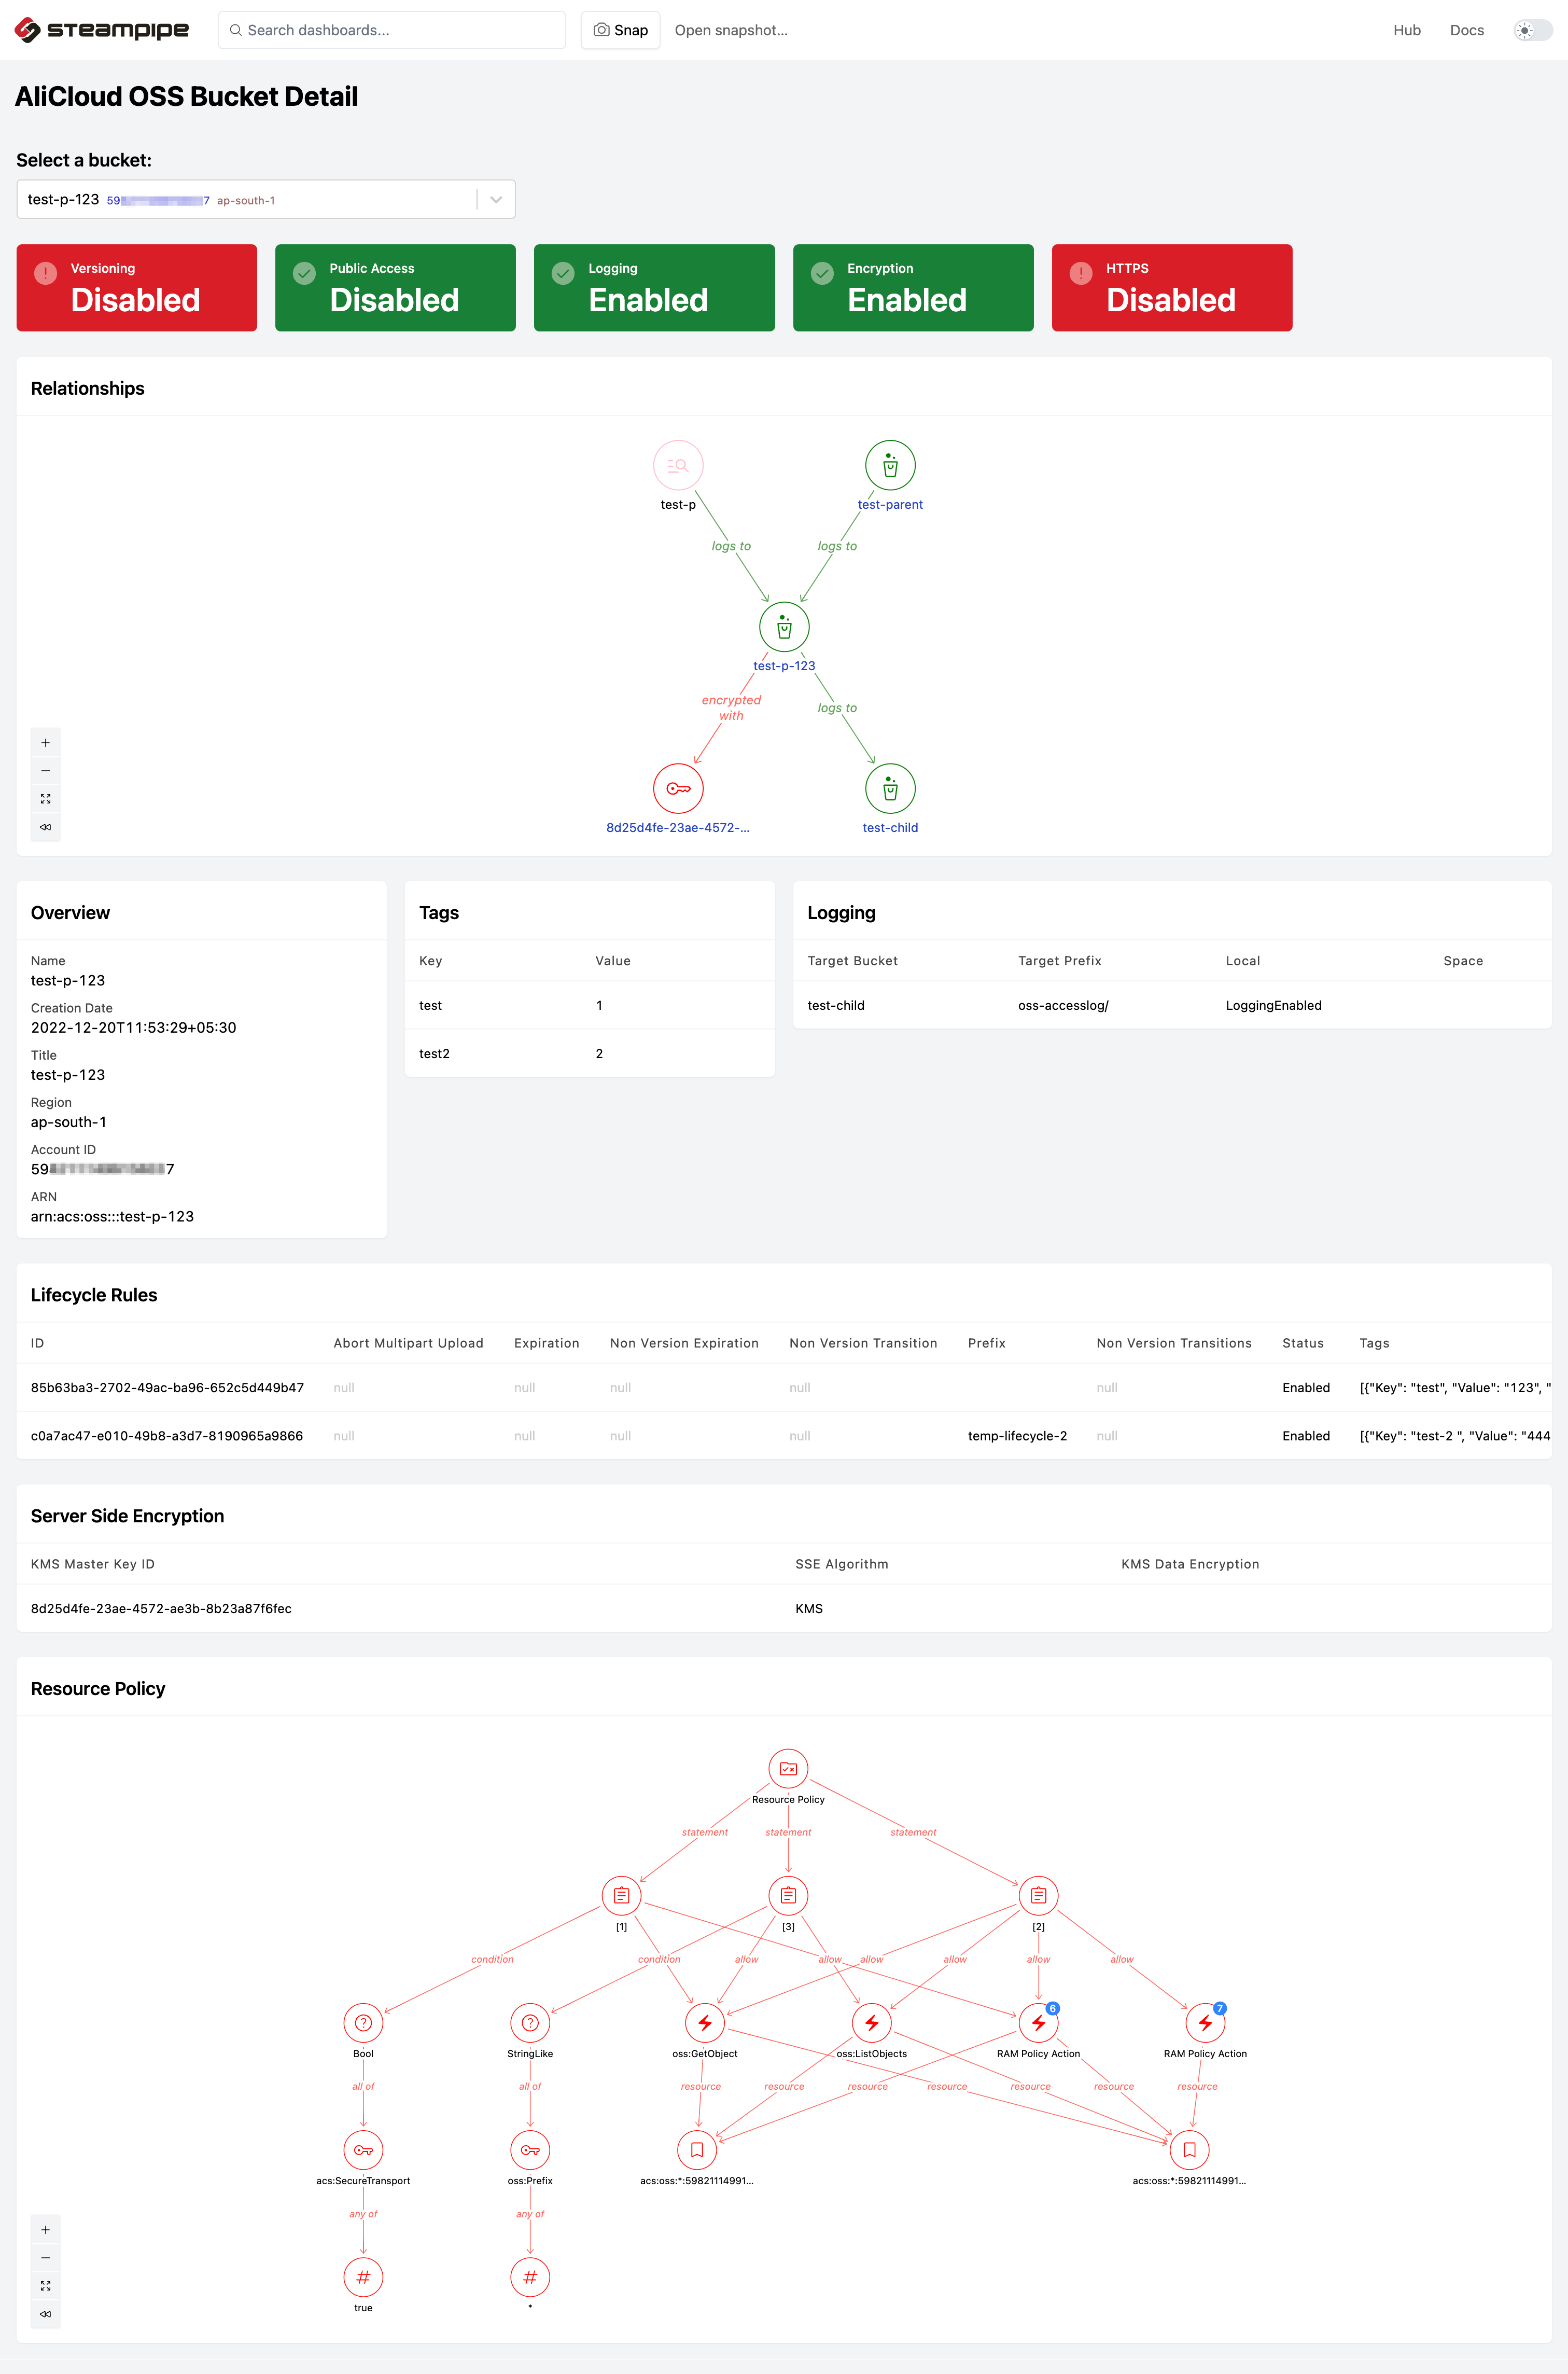 steampipe
Search dashboards...
Snap
Open snapshot...
Hub
Docs
AliCloud OSS Bucket Detail
Select a bucket:
test-p-123 59 7 ap-south-1
Versioning
Disabled
Public Access
Disabled
Logging
Enabled
Encryption
Enabled
HTTPS
Disabled
Relationships
test-p
test-parent
logs to
logs to
test-p-123
encrypted
with
logs to
8d25d4fe-23ae-4572-...
test-child
Overview
Name
test-p-123
Creation Date
2022-12-20T11:53:29+05:30
Title
test-p-123
Region
ap-south-1
Account ID
59 7
ARN
arn:acs:oss:::test-p-123
Tags
Key Value
test 1
test2 2
Logging
Target Bucket Target Prefix Local Space
test-child oss-accesslog/ LoggingEnabled
Lifecycle Rules
ID Abort Multipart Upload Expiration Non Version Expiration Non Version Transition Prefix Non Version Transitions Status Tags
85b63ba3-2702-49ac-ba96-652c5d449b47 null null null null null Enabled [{"Key": "test", "Value": "123", "
c0a7ac47-e010-49b8-a3d7-8190965a9866 null null null null temp-lifecycle-2 null Enabled [{"Key": "test-2 ", "Value": "444
Server Side Encryption
KMS Master Key ID SSE Algorithm KMS Data Encryption
8d25d4fe-23ae-4572-ae3b-8b23a87f6fec KMS
Resource Policy
Resource Policy
statement statement statement
[1] [3] [2]
condition condition allow allow allow allow allow allow
6 7
Bool StringLike oss:GetObject oss:ListObjects RAM Policy Action RAM Policy Action
all of all of resource resource resource resource resource resource resource
acs:SecureTransport oss:Prefix acs:oss:*:59821114991... acs:oss:*:59821114991...
any of any of
true *